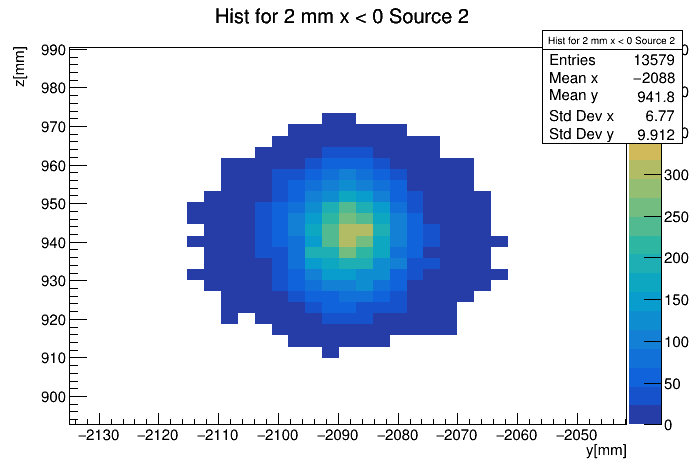 Hist for 2 mm x < 0 Source 2
z[mm]
990
980
970
960
950
940
930
920
910
900
−2130
−2120
−2110
−2100
−2090
−2080
−2070
−2060
−2050
y[mm]
Hist for 2 mm x < 0 Source 2
Entries 13579
Mean x −2088
Mean y 941.8
Std Dev x 6.77
Std Dev y 9.912
300
250
200
150
100
50
0